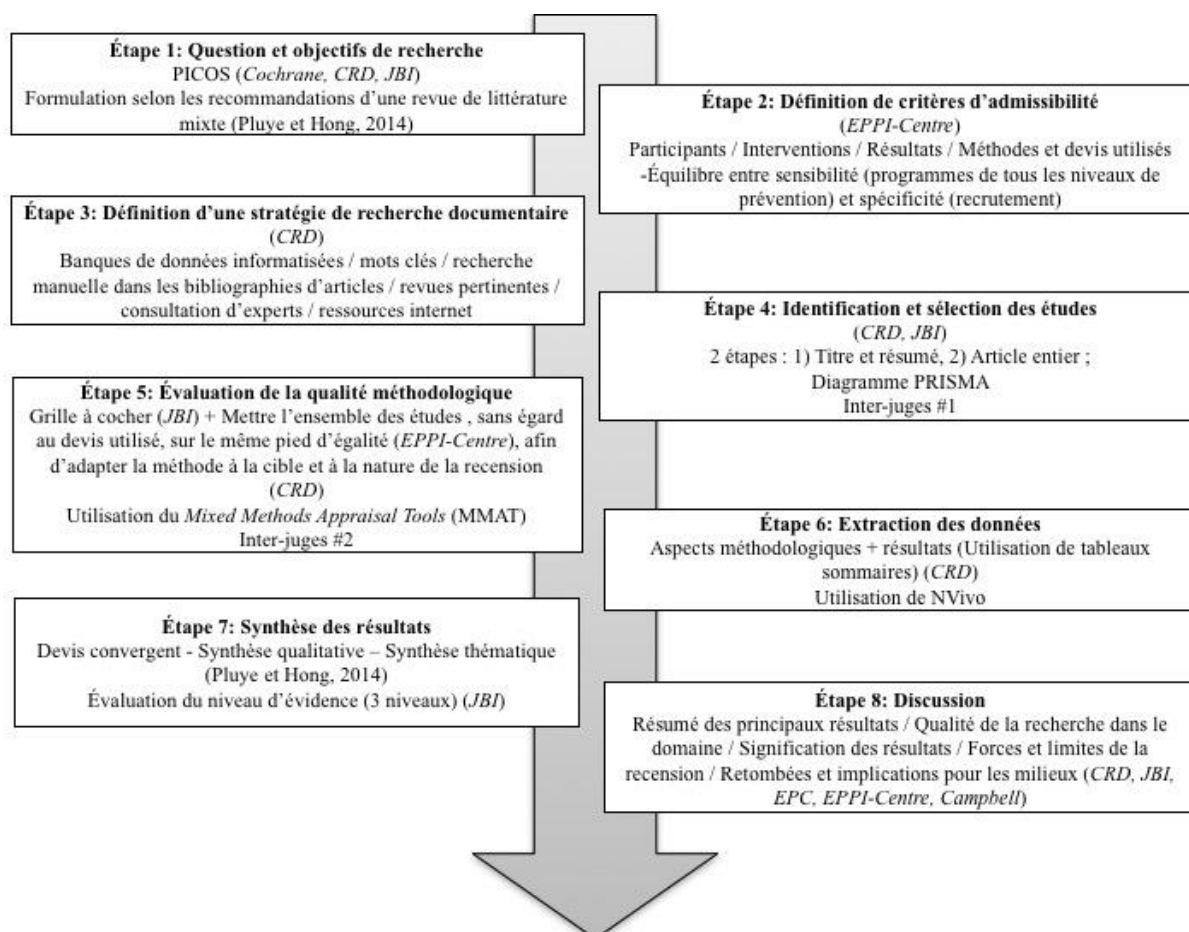 Étape 1: Question et objectifs de recherche
PICOS (Cochrane, CRD, JBI)
Formulation selon les recommandations d'une revue de littérature
mixte (Pluye et Hong, 2014)
Étape 2: Définition de critères d'admissibilité
(EPPI-Centre)
Participants / Interventions / Résultats / Méthodes et devis utilisés
-Équilibre entre sensibilité (programmes de tous les niveaux de
prévention) et spécificité (recrutement)
Étape 3: Définition d'une stratégie de recherche documentaire
(CRD)
Banques de données informatisées / mots clés / recherche
manuelle dans les bibliographies d'articles / revues pertinentes /
consultation d'experts / ressources internet
Étape 4: Identification et sélection des études
(CRD, JBI)
2 étapes : 1) Titre et résumé, 2) Article entier ;
Diagramme PRISMA
Inter-juges #1
Étape 5: Évaluation de la qualité méthodologique
Grille à cocher (JBI) + Mettre l'ensemble des études , sans égard
au devis utilisé, sur le même pied d'égalité (EPPI-Centre), afin
d'adapter la méthode à la cible et à la nature de la recension
(CRD)
Utilisation du Mixed Methods Appraisal Tools (MMAT)
Inter-juges #2
Étape 6: Extraction des données
Aspects méthodologiques + résultats (Utilisation de tableaux
sommaires) (CRD)
Utilisation de NVivo
Étape 7: Synthèse des résultats
Devis convergent - Synthèse qualitative – Synthèse thématique
(Pluye et Hong, 2014)
Évaluation du niveau d'évidence (3 niveaux) (JBI)
Étape 8: Discussion
Résumé des principaux résultats / Qualité de la recherche dans le
domaine / Signification des résultats / Forces et limites de la
recension / Retombées et implications pour les milieux (CRD, JBI,
EPC, EPPI-Centre, Campbell)